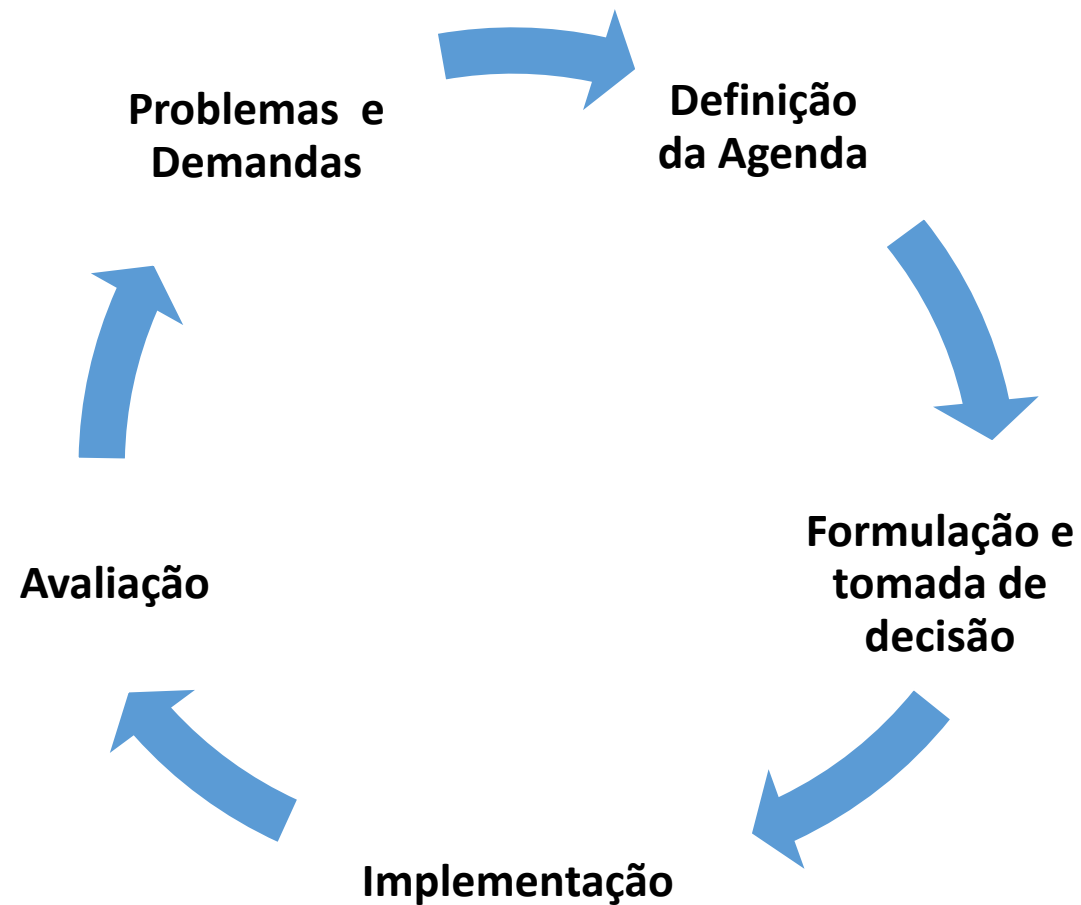 Problemas e
Demandas
Definição
da Agenda
Formulação e
tomada de
decisão
Implementação
Avaliação